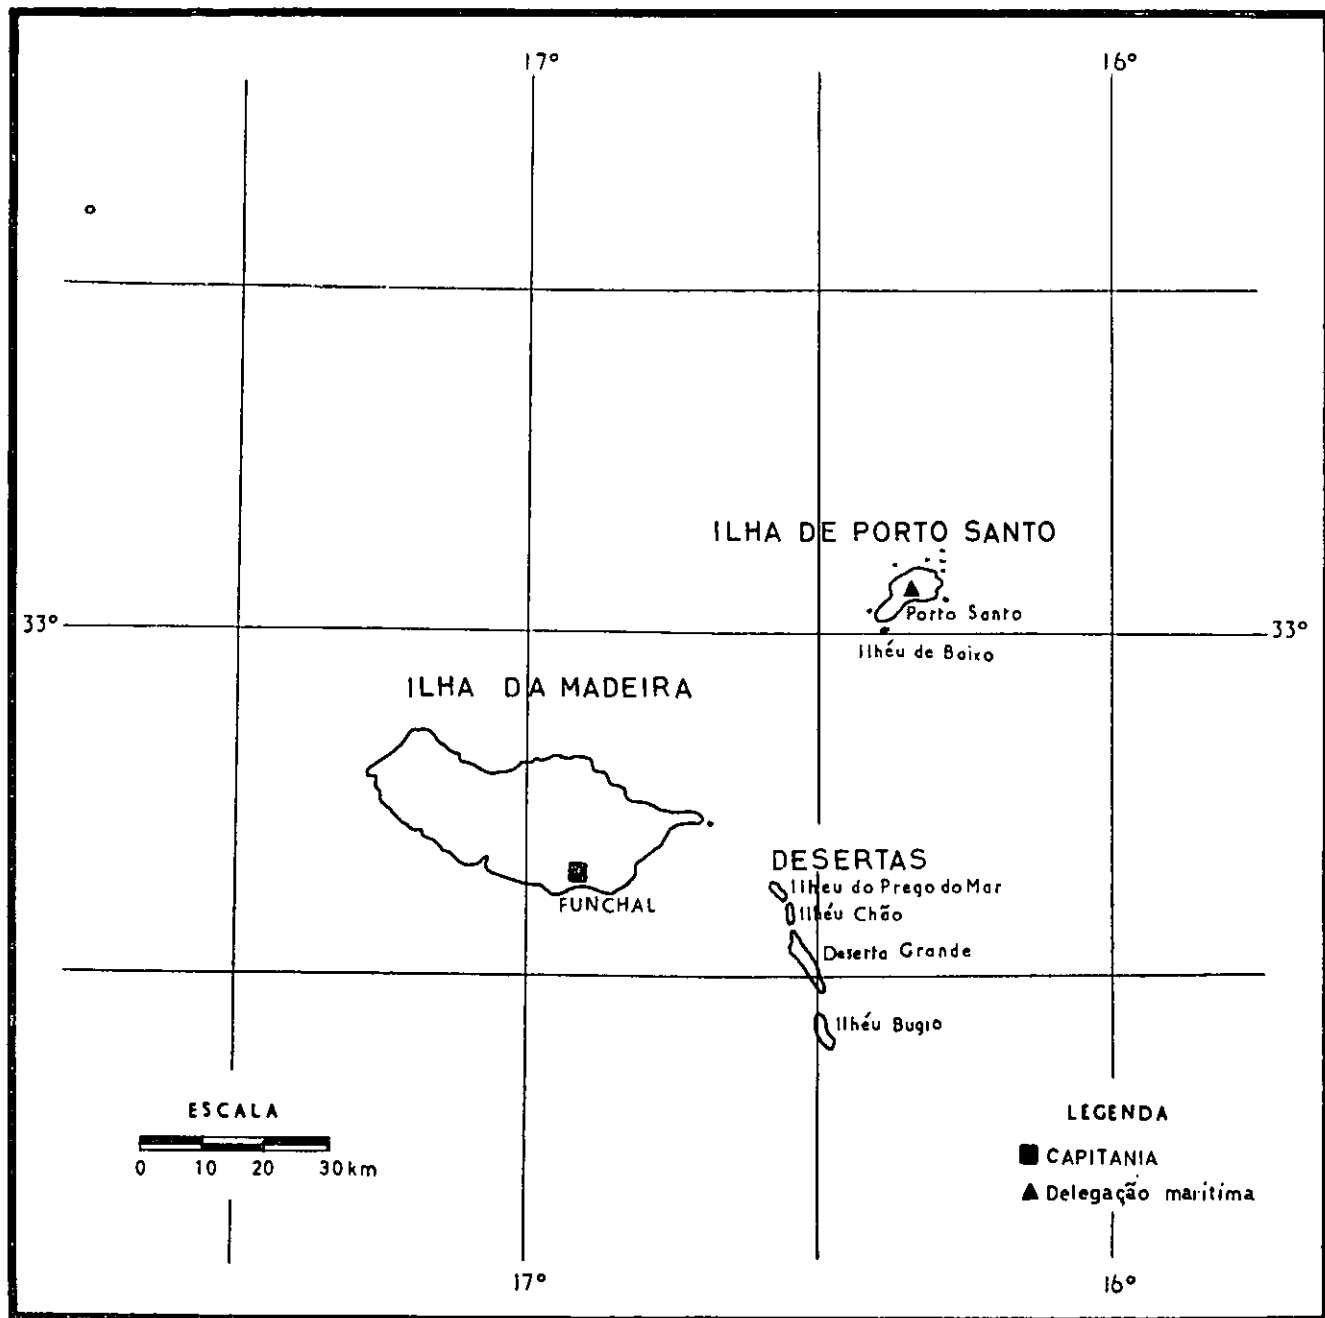 17° 16°
ILHA DE PORTO SANTO
Porto Santo
33° 33°
Ilhéu de Baixo
ILHA DA MADEIRA
DESERTAS
Ilheu do Prego do Mar
FUNCHAL
Ilhéu Chão
Deserta Grande
Ilhéu Bugio
ESCALA
0 10 20 30 km
LEGENDA
CAPITANIA
Delegação marítima
17° 16°